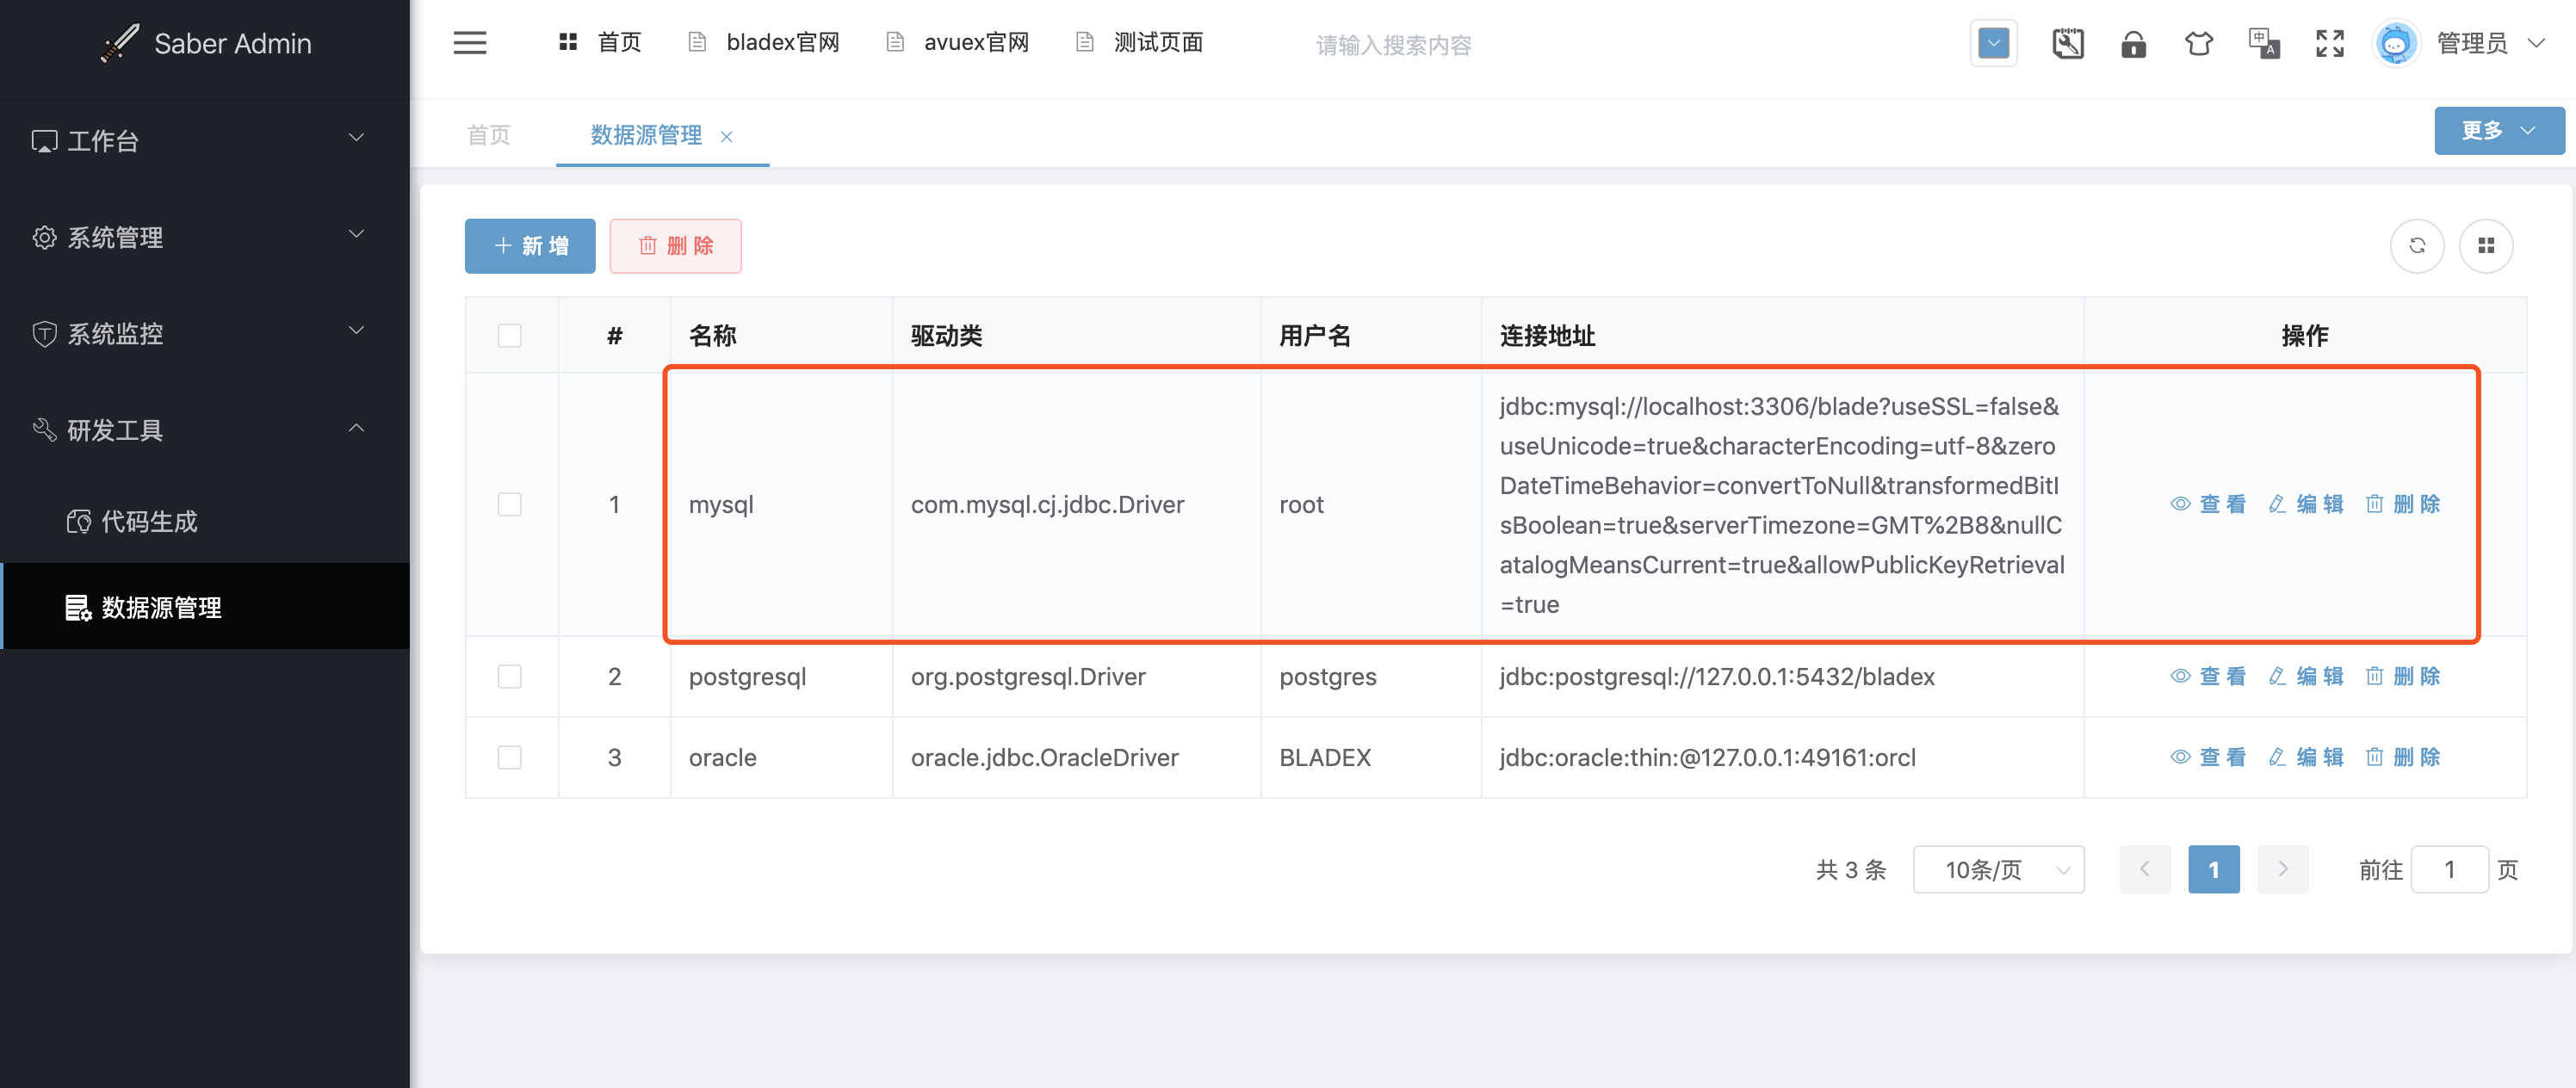 Saber Admin
首页
bladex官网
avuex官网
测试页面
请输入搜索内容
中
A
管理员
工作台
系统管理
系统监控
研发工具
代码生成
数据源管理
首页
数据源管理
更多
新 增
删 除
# 名称 驱动类 用户名 连接地址 操作
1 mysql com.mysql.cj.jdbc.Driver root
jdbc:mysql://localhost:3306/blade?useSSL=false&
useUnicode=true&characterEncoding=utf-8&zero
DateTimeBehavior=convertToNull&transformedBitI
sBoolean=true&serverTimezone=GMT%2B8&nullC
atalogMeansCurrent=true&allowPublicKeyRetrieval
=true
查 看 编 辑 删 除
2 postgresql org.postgresql.Driver postgres jdbc:postgresql://127.0.0.1:5432/bladex 查 看 编 辑 删 除
3 oracle oracle.jdbc.OracleDriver BLADEX jdbc:oracle:thin:@127.0.0.1:49161:orcl 查 看 编 辑 删 除
共 3 条 10条/页 1 前往 1 页